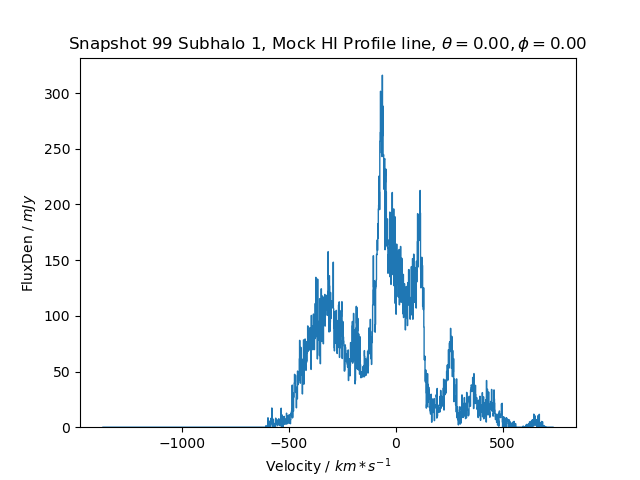 Snapshot 99 Subhalo 1, Mock HI Profile line, θ = 0.00, ϕ = 0.00
FluxDen / mJy
300
250
200
150
100
50
0
−1000 −500 0 500
Velocity / km * s⁻¹